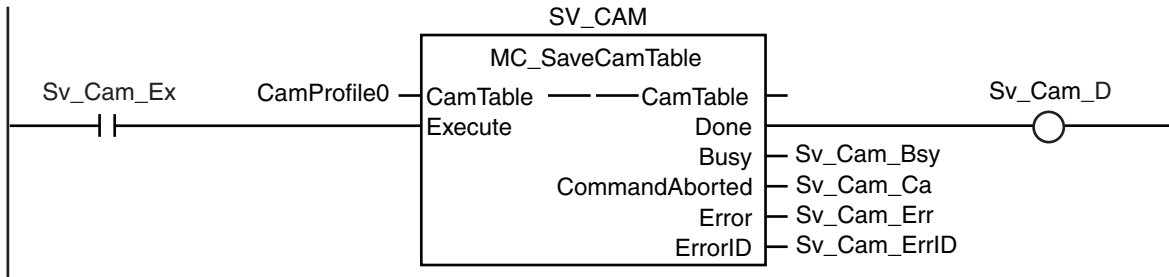 SV_CAM
MC_SaveCamTable
Sv_Cam_Ex
CamProfile0
CamTable
CamTable
Sv_Cam_D
Execute
Done
Busy
Sv_Cam_Bsy
CommandAborted
Sv_Cam_Ca
Error
Sv_Cam_Err
ErrorID
Sv_Cam_ErrID